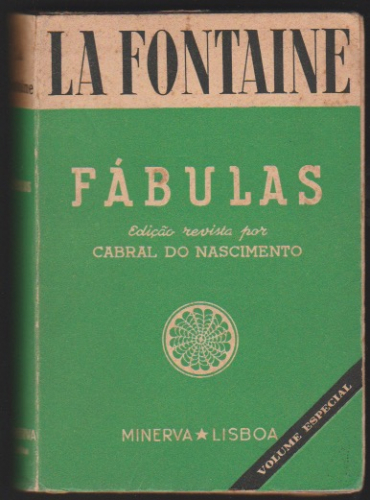 LA FONTAINE
FÁBULAS
Edição revista por
CABRAL DO NASCIMENTO
MINERVA ★ LISBOA
VOLUME ESPECIAL